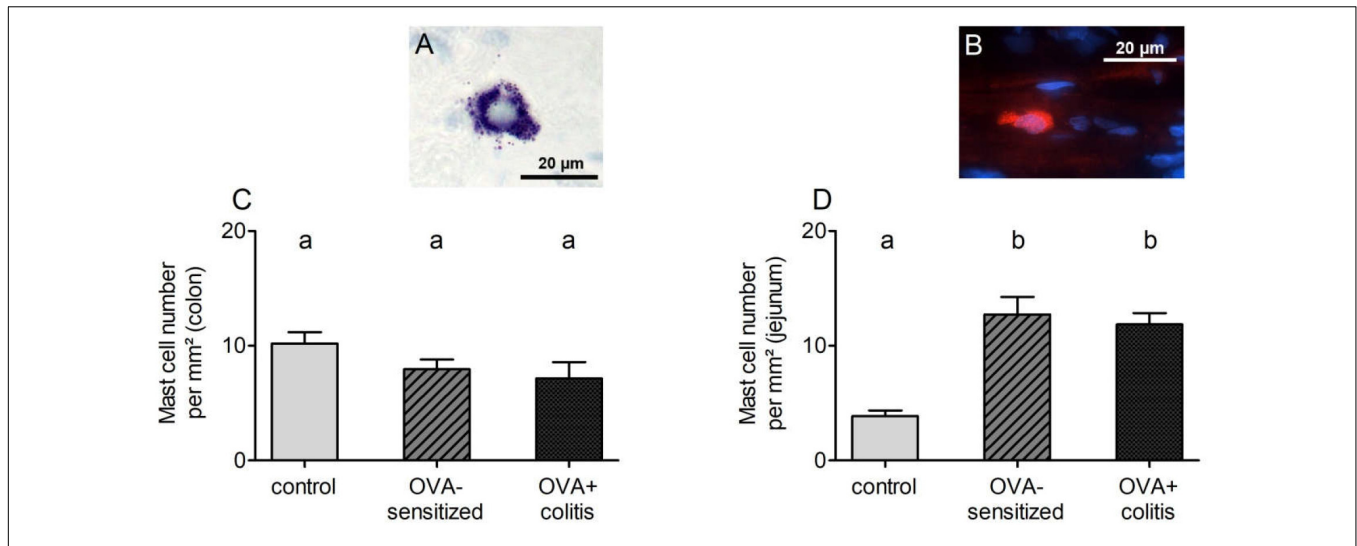 A
20 µm
B
20 µm
C
Mast cell number
per mm² (colon)
20
10
0
a
a
a
control
OVA-
sensitized
OVA+
colitis
D
Mast cell number
per mm² (jejunum)
20
10
0
a
b
b
control
OVA-
sensitized
OVA+
colitis